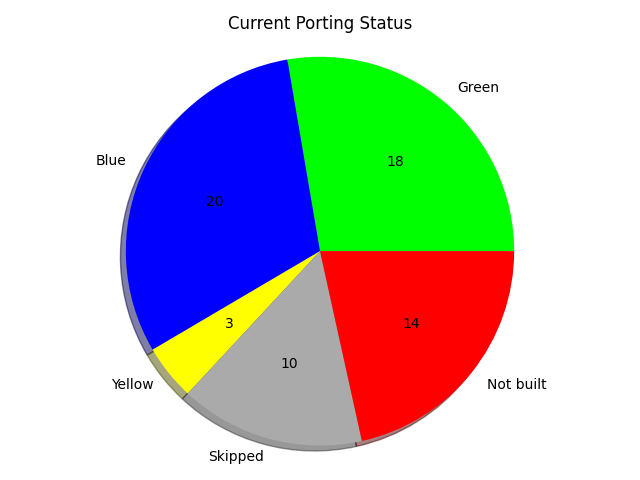 Current Porting Status
Green
18
Blue
20
Yellow
3
Skipped
10
Not built
14